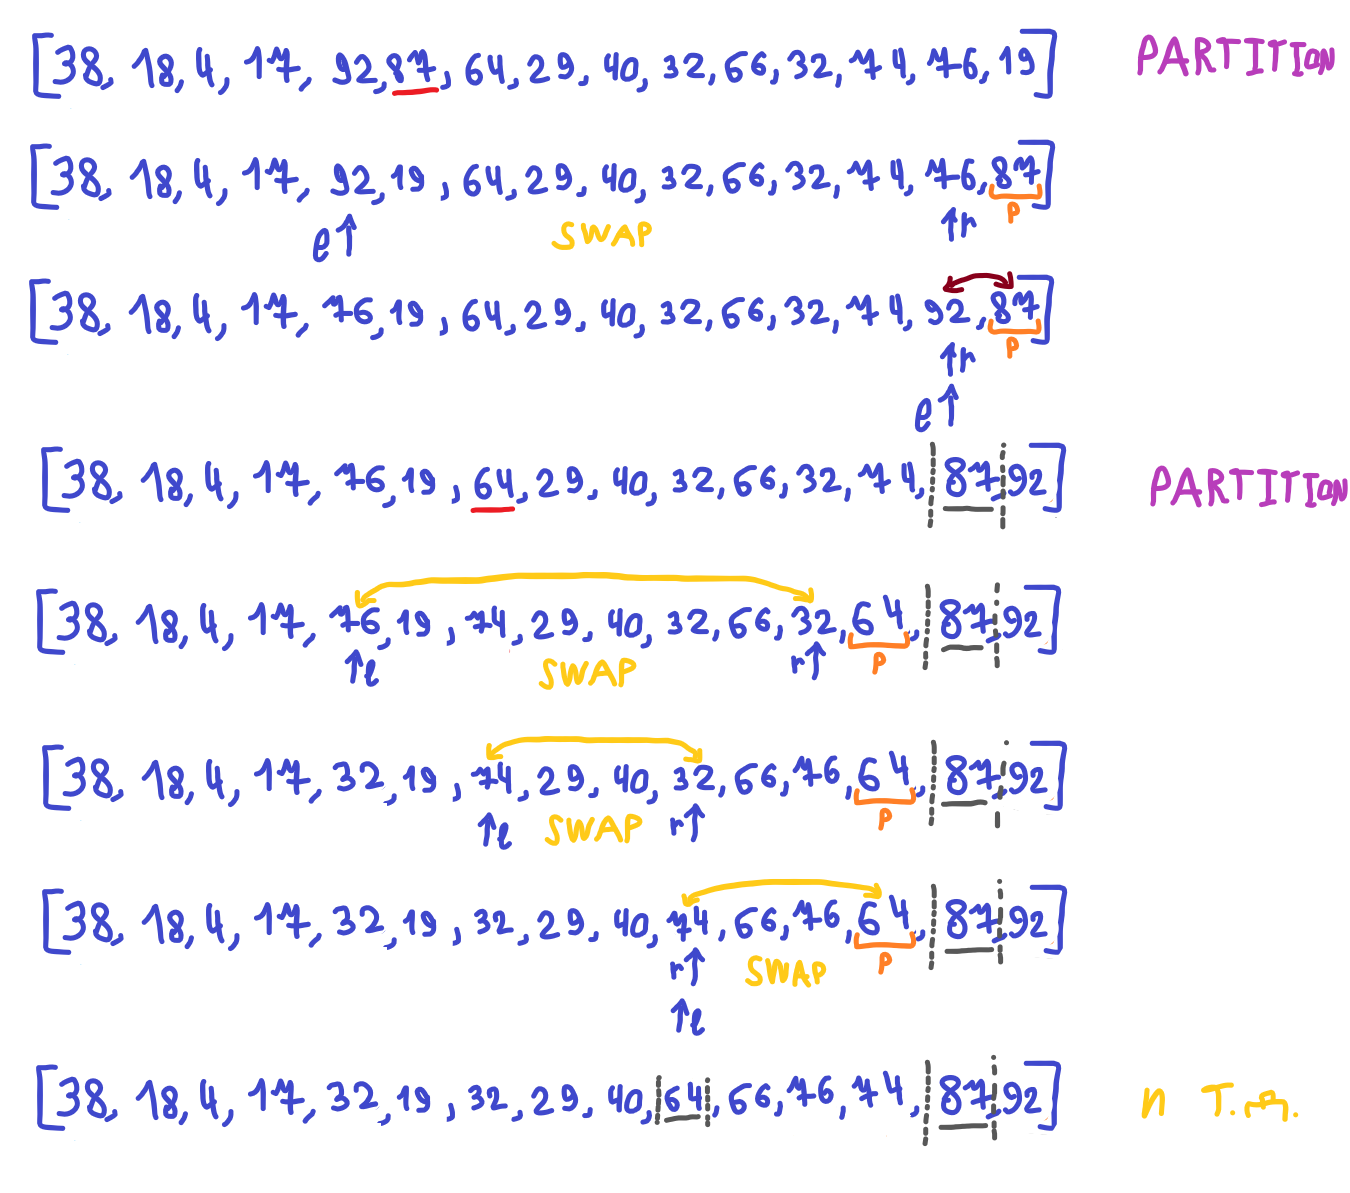 [38, 18, 4, 17, 92, 87, 64, 29, 40, 32, 66, 32, 74, 76, 19] PARTITION
[38, 18, 4, 17, 92, 19, 64, 29, 40, 32, 66, 32, 74, 76, 87]
l SWAP r P
[38, 18, 4, 17, 76, 19, 64, 29, 40, 32, 66, 32, 74, 92, 87]
r P
l
[38, 18, 4, 17, 76, 19, 64, 29, 40, 32, 66, 32, 74, 87, 92] PARTITION
[38, 18, 4, 17, 76, 19, 74, 29, 40, 32, 66, 32, 64, 87, 92]
l SWAP r P
[38, 18, 4, 17, 32, 19, 74, 29, 40, 32, 66, 76, 64, 87, 92]
l SWAP r P
[38, 18, 4, 17, 32, 19, 32, 29, 40, 74, 66, 76, 64, 87, 92]
r SWAP P
l
[38, 18, 4, 17, 32, 19, 32, 29, 40, 64, 66, 76, 74, 87, 92] n